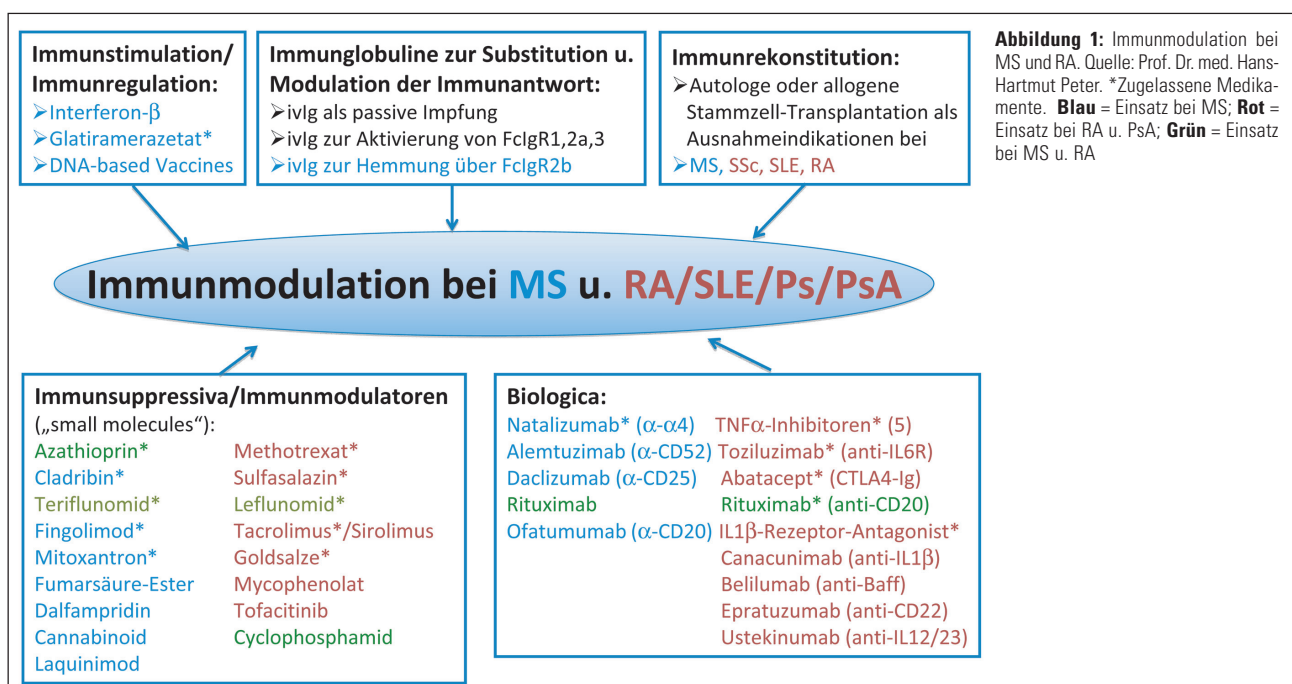 Immunstimulation/
Immunregulation:
➢Interferon-β
➢Glatiramerazetat*
➢DNA-based Vaccines
Immunglobuline zur Substitution u.
Modulation der Immunantwort:
➢ivIg als passive Impfung
➢ivIg zur Aktivierung von FcIgR1,2a,3
➢ivIg zur Hemmung über FcIgR2b
Immunrekonstitution:
➢Autologe oder allogene
Stammzell-Transplantation als
Ausnahmeindikationen bei
➢MS, SSc, SLE, RA
Abbildung 1: Immunmodulation bei
MS und RA. Quelle: Prof. Dr. med. Hans-
Hartmut Peter. *Zugelassene Medika-
mente. Blau = Einsatz bei MS; Rot =
Einsatz bei RA u. PsA; Grün = Einsatz
bei MS u. RA
Immunmodulation bei MS u. RA/SLE/Ps/PsA
Immunsuppressiva/Immunmodulatoren
(„small molecules“):
Azathioprin*
Cladribin*
Teriflunomid*
Fingolimod*
Mitoxantron*
Fumarsäure-Ester
Dalfampridin
Cannabinoid
Laquinimod
Methotrexat*
Sulfasalazin*
Leflunomid*
Tacrolimus*/Sirolimus
Goldsalze*
Mycophenolat
Tofacitinib
Cyclophosphamid
Biologica:
Natalizumab* (α-α4)
Alemtuzimab (α-CD52)
Daclizumab (α-CD25)
Rituximab
Ofatumumab (α-CD20)
TNFα-Inhibitoren* (5)
Toziluzimab* (anti-IL6R)
Abatacept* (CTLA4-Ig)
Rituximab* (anti-CD20)
IL1β-Rezeptor-Antagonist*
Canacunimab (anti-IL1β)
Belilumab (anti-Baff)
Epratuzumab (anti-CD22)
Ustekinumab (anti-IL12/23)